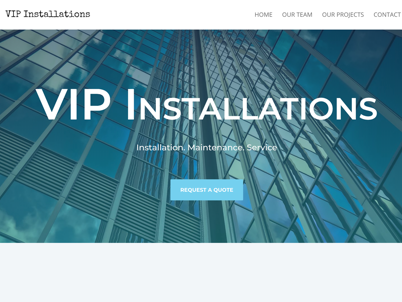 VIP Installations
HOME OUR TEAM OUR PROJECTS CONTACT
VIP Installations
Installation. Maintenance. Service
REQUEST A QUOTE